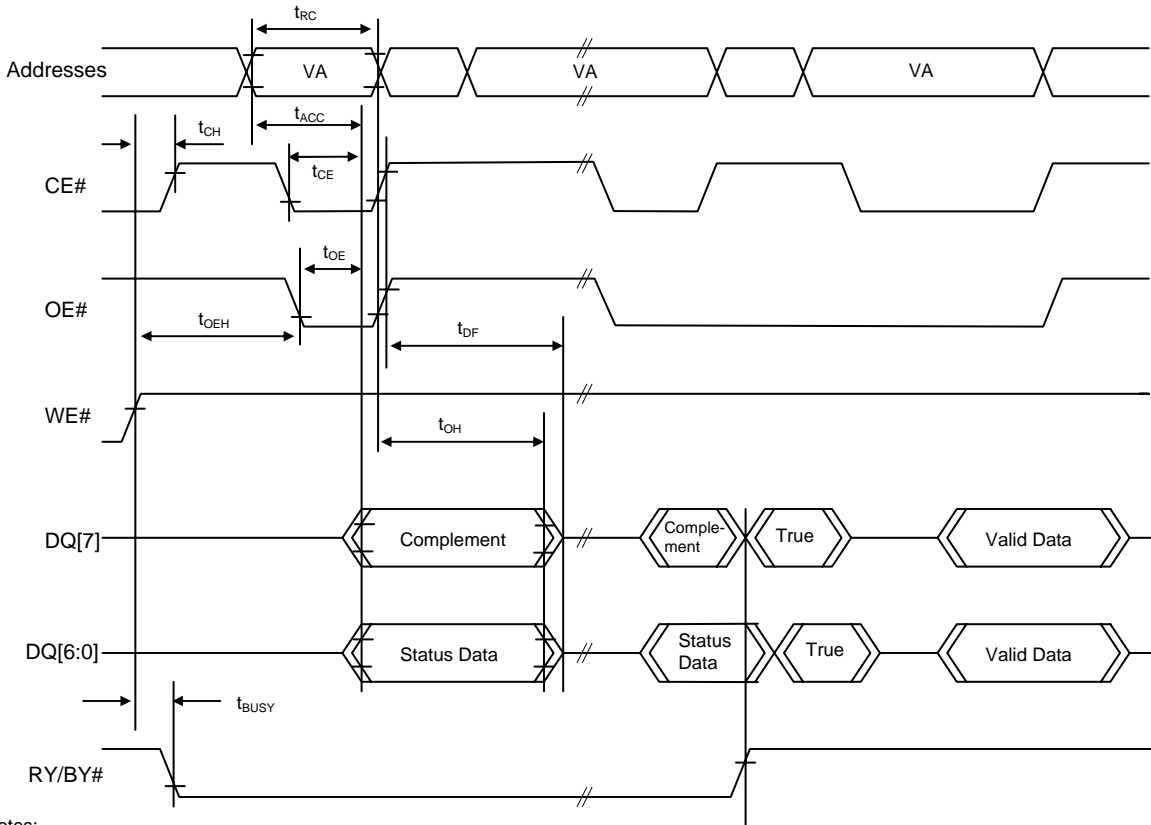 tRC
Addresses VA VA VA
tACC
tCH
tCE
CE#
tOE
OE#
tOEH
tDF
WE#
tOH
DQ[7] Complement Comple-
ment True Valid Data
DQ[6:0] Status Data Status
Data True Valid Data
tBUSY
RY/BY#